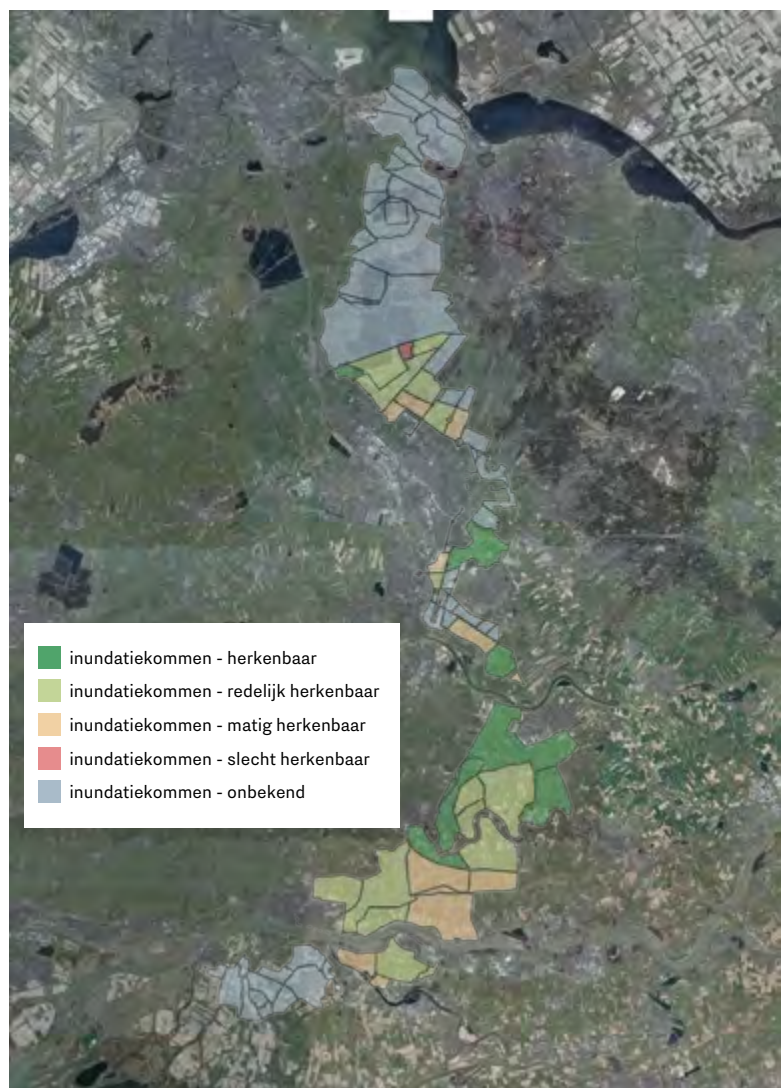 inundatiekommen - herkenbaar
inundatiekommen - redelijk herkenbaar
inundatiekommen - matig herkenbaar
inundatiekommen - slecht herkenbaar
inundatiekommen - onbekend